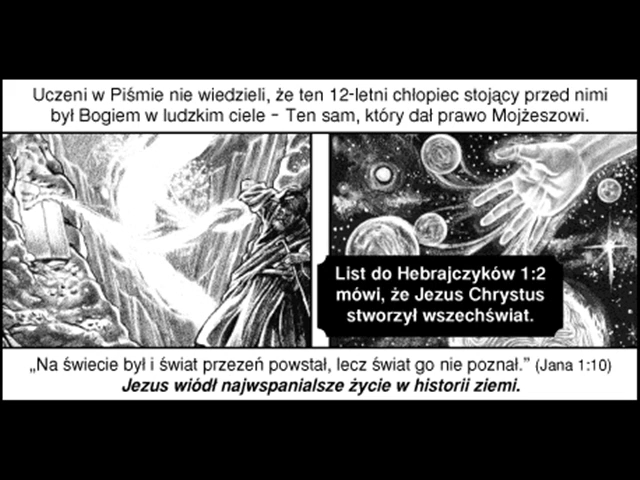 Uczeni w Piśmie nie wiedzieli, że ten 12-letni chłopiec stojący przed nimi
był Bogiem w ludzkim ciele – Ten sam, który dał prawo Mojżeszowi.
List do Hebrajczyków 1:2
mówi, że Jezus Chrystus
stworzył wszechświat.
„Na świecie był i świat przezeń powstał, lecz świat go nie poznał.” (Jana 1:10)
Jezus wiódł najwspanialsze życie w historii ziemi.